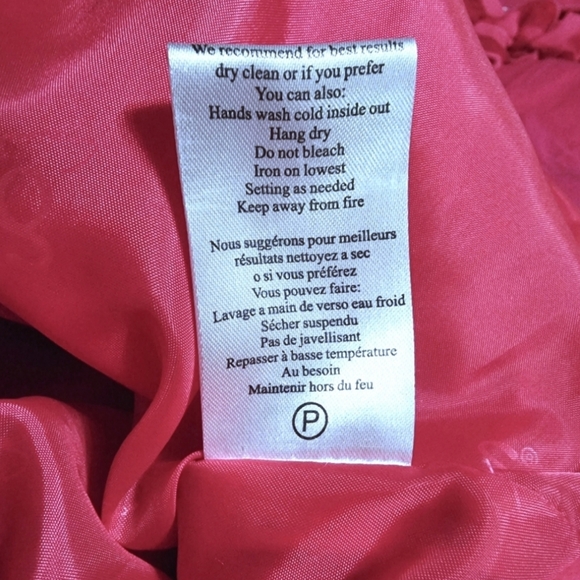 We recommend for best results
dry clean or if you prefer
You can also:
Hands wash cold inside out
Hang dry
Do not bleach
Iron on lowest
Setting as needed
Keep away from fire
Nous suggérons pour meilleurs
résultats nettoyez a sec
o si vous préférez
Vous pouvez faire:
Lavage a main de verso eau froid
Sécher suspendu
Pas de javellisant
Repasser à basse température
Au besoin
Maintenir hors du feu
P